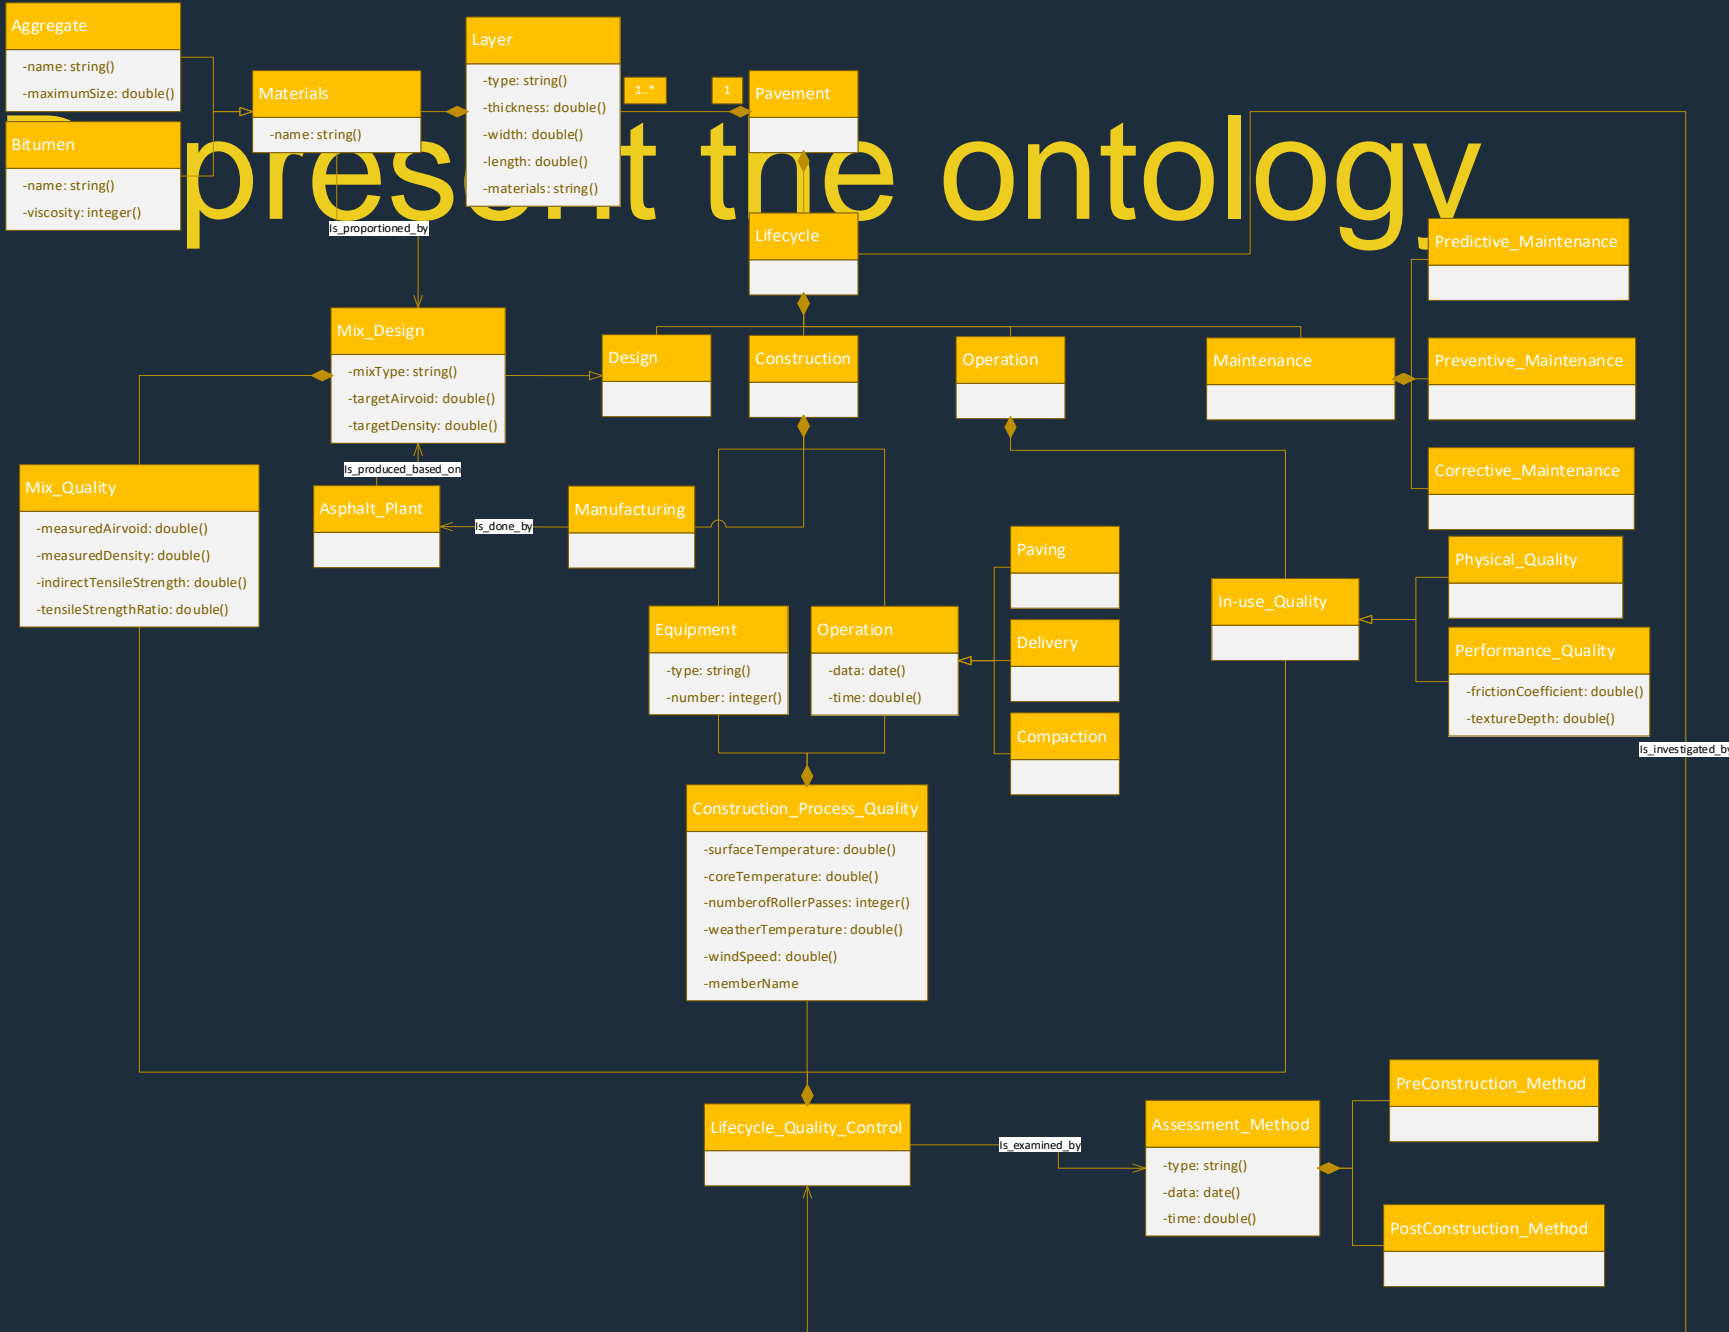 present the ontology
Aggregate
-name: string()
-maximumSize: double()
Bitumen
-name: string()
-viscosity: integer()
Materials
-name: string()
Layer
-type: string()
-thickness: double()
-width: double()
-length: double()
-materials: string()
1..*
1
Pavement
Lifecycle
Is_proportioned_by
Predictive_Maintenance
Mix_Design
-mixType: string()
-targetAirvoid: double()
-targetDensity: double()
Design
Construction
Operation
Maintenance
Preventive_Maintenance
Corrective_Maintenance
Is_produced_based_on
Mix_Quality
-measuredAirvoid: double()
-measuredDensity: double()
-indirectTensileStrength: double()
-tensileStrengthRatio: double()
Asphalt_Plant
Is_done_by
Manufacturing
Paving
Delivery
Compaction
Physical_Quality
In-use_Quality
Performance_Quality
-frictionCoefficient: double()
-textureDepth: double()
Equipment
-type: string()
-number: integer()
Operation
-data: date()
-time: double()
Is_investigated_by
Construction_Process_Quality
-surfaceTemperature: double()
-coreTemperature: double()
-numberofRollerPasses: integer()
-weatherTemperature: double()
-windSpeed: double()
-memberName
Lifecycle_Quality_Control
Is_examined_by
Assessment_Method
-type: string()
-data: date()
-time: double()
PreConstruction_Method
PostConstruction_Method